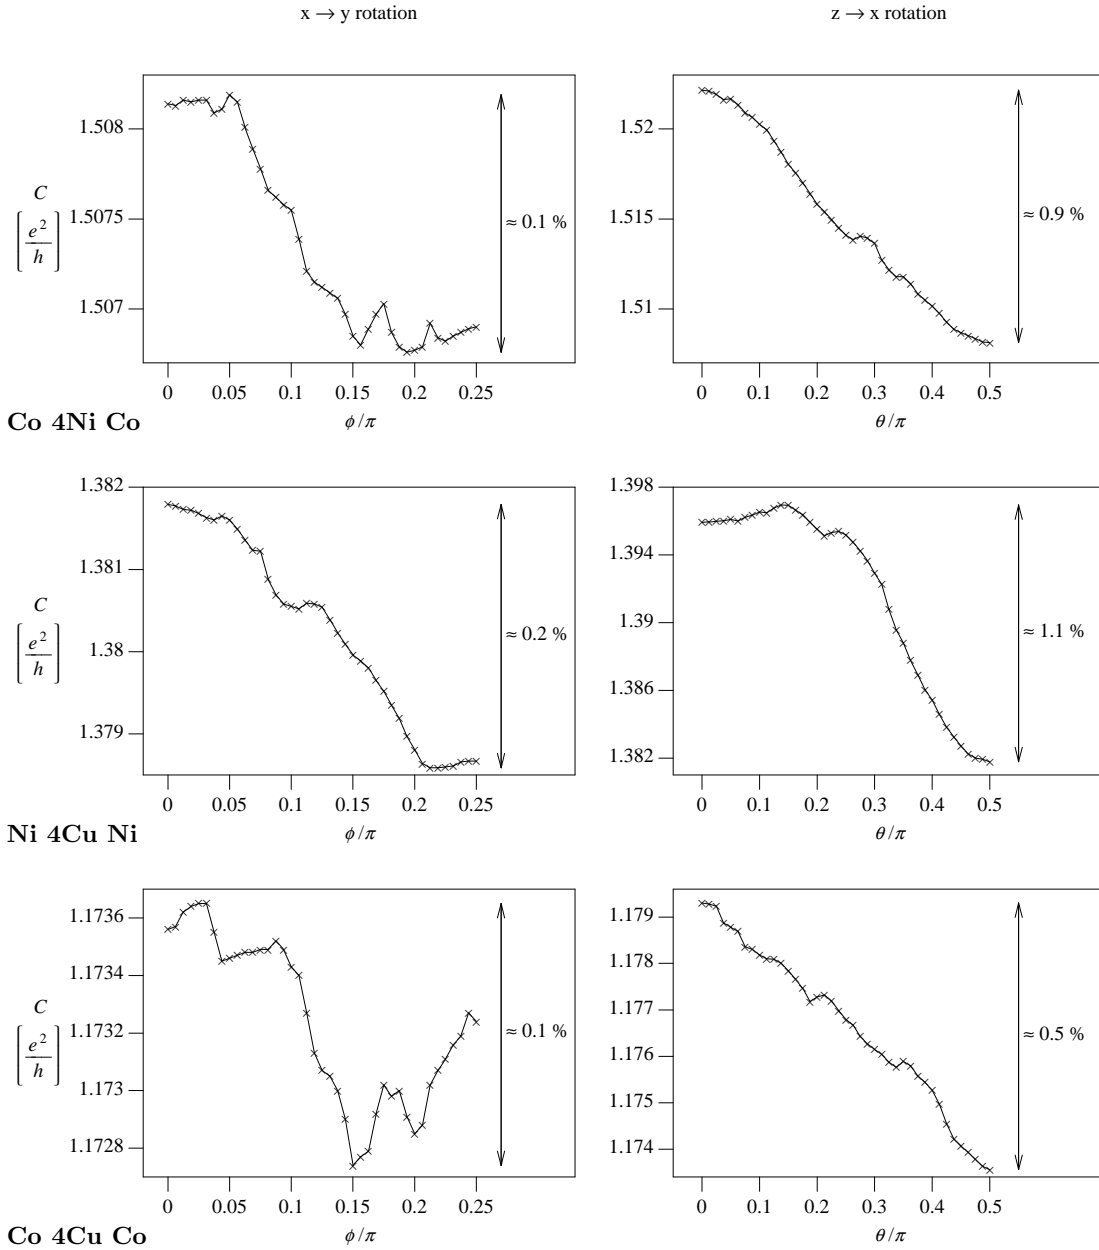 x → y rotation
z → x rotation
1.508
1.5075
1.507
C
[e²/h]
≈ 0.1 %
0 0.05 0.1 0.15 0.2 0.25
ϕ/π
1.52
1.515
1.51
≈ 0.9 %
0 0.1 0.2 0.3 0.4 0.5
θ/π
Co 4Ni Co
1.382
1.381
1.38
1.379
C
[e²/h]
≈ 0.2 %
0 0.05 0.1 0.15 0.2 0.25
ϕ/π
1.398
1.394
1.39
1.386
1.382
≈ 1.1 %
0 0.1 0.2 0.3 0.4 0.5
θ/π
Ni 4Cu Ni
1.1736
1.1734
1.1732
1.173
1.1728
C
[e²/h]
≈ 0.1 %
0 0.05 0.1 0.15 0.2 0.25
ϕ/π
1.179
1.178
1.177
1.176
1.175
1.174
≈ 0.5 %
0 0.1 0.2 0.3 0.4 0.5
θ/π
Co 4Cu Co